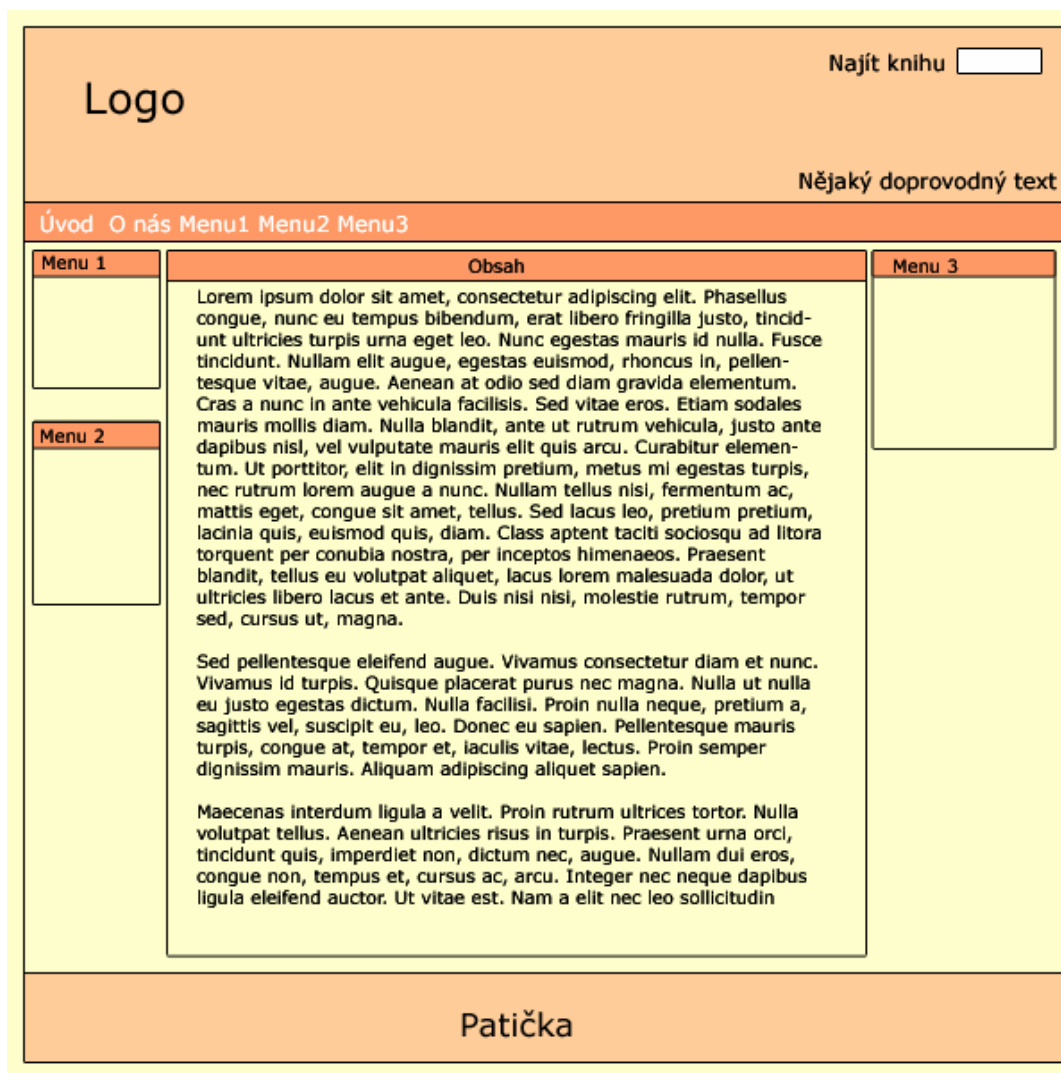 Najít knihu
Logo
Nějaký doprovodný text
Úvod O nás Menu1 Menu2 Menu3
Menu 1
Menu 2
Obsah
Lorem ipsum dolor sit amet, consectetur adipiscing elit. Phasellus
congue, nunc eu tempus bibendum, erat libero fringilla justo, tincid-
unt ultricies turpis urna eget leo. Nunc egestas mauris id nulla. Fusce
tincidunt. Nullam elit augue, egestas euismod, rhoncus in, pellen-
tesque vitae, augue. Aenean at odio sed diam gravida elementum.
Cras a nunc in ante vehicula facilisis. Sed vitae eros. Etiam sodales
mauris mollis diam. Nulla blandit, ante ut rutrum vehicula, justo ante
dapibus nisl, vel vulputate mauris elit quis arcu. Curabitur elemen-
tum. Ut porttitor, elit in dignissim pretium, metus mi egestas turpis,
nec rutrum lorem augue a nunc. Nullam tellus nisi, fermentum ac,
mattis eget, congue sit amet, tellus. Sed lacus leo, pretium pretium,
lacinia quis, euismod quis, diam. Class aptent taciti sociosqu ad litora
torquent per conubia nostra, per inceptos himenaeos. Praesent
blandit, tellus eu volutpat aliquet, lacus lorem malesuada dolor, ut
ultricies libero lacus et ante. Duis nisi nisi, molestie rutrum, tempor
sed, cursus ut, magna.
Sed pellentesque eleifend augue. Vivamus consectetur diam et nunc.
Vivamus id turpis. Quisque placerat purus nec magna. Nulla ut nulla
eu justo egestas dictum. Nulla facilisi. Proin nulla neque, pretium a,
sagittis vel, suscipit eu, leo. Donec eu sapien. Pellentesque mauris
turpis, congue at, tempor et, iaculis vitae, lectus. Proin semper
dignissim mauris. Aliquam adipiscing aliquet sapien.
Maecenas interdum ligula a velit. Proin rutrum ultrices tortor. Nulla
volutpat tellus. Aenean ultricies risus in turpis. Praesent urna orci,
tincidunt quis, imperdiet non, dictum nec, augue. Nullam dui eros,
congue non, tempus et, cursus ac, arcu. Integer nec neque dapibus
ligula eleifend auctor. Ut vitae est. Nam a elit nec leo sollicitudin
Menu 3
Patička